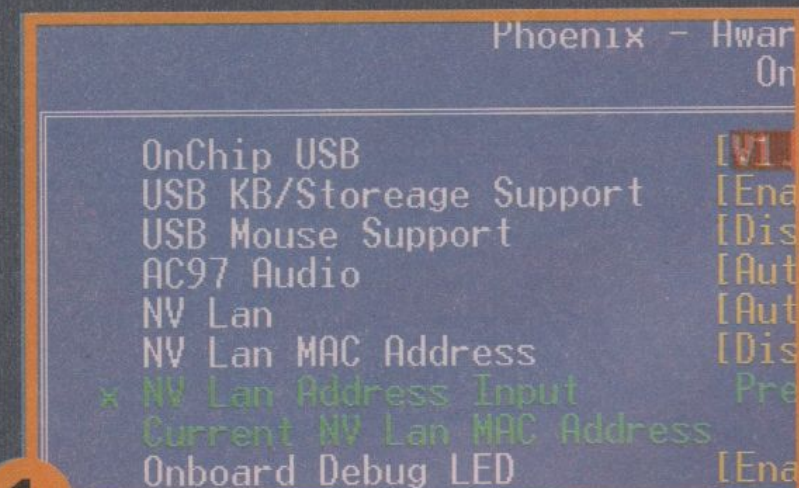 Phoenix - Awar
On
OnChip USB [V1.
USB KB/Storeage Support [Ena
USB Mouse Support [Dis
AC97 Audio [Aut
NV Lan [Aut
NV Lan MAC Address [Dis
x NV Lan Address Input Pre
Current NV Lan MAC Address
Onboard Debug LED [Ena
1